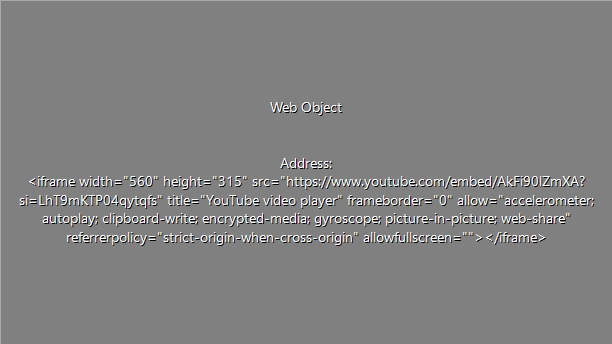 Web Object
Address:
<iframe width="560" height="315" src="https://www.youtube.com/embed/AkFi90lZmXA?
si=LhT9mKTP04qytqfs" title="YouTube video player" frameborder="0" allow="accelerometer;
autoplay; clipboard-write; encrypted-media; gyroscope; picture-in-picture; web-share"
referrerpolicy="strict-origin-when-cross-origin" allowfullscreen=""></iframe>